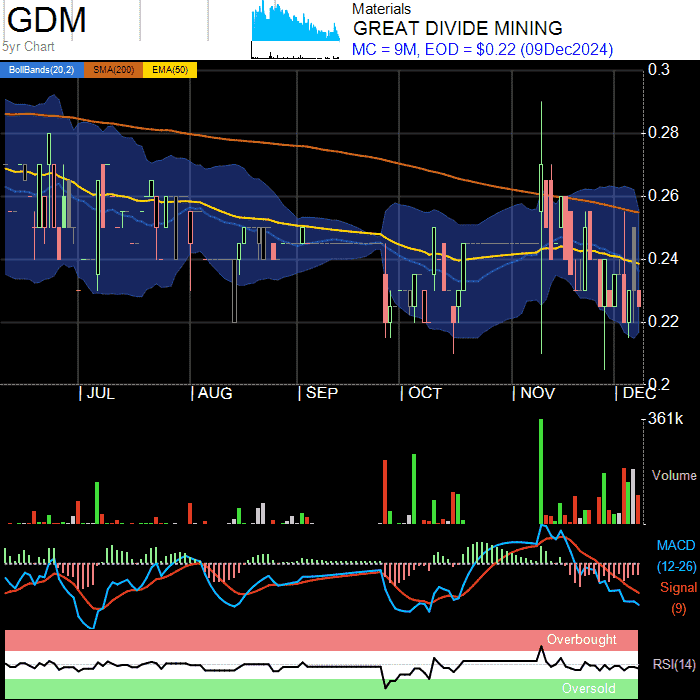 GDM
5yr Chart
Materials
GREAT DIVIDE MINING
MC = 9M, EOD = $0.22 (09Dec2024)
BollBands(20,2) SMA(200) EMA(50)
0.3
0.28
0.26
0.24
0.22
0.2
JUL AUG SEP OCT NOV DEC
361k
Volume
MACD
(12-26)
Signal
(9)
Overbought
RSI(14)
Oversold